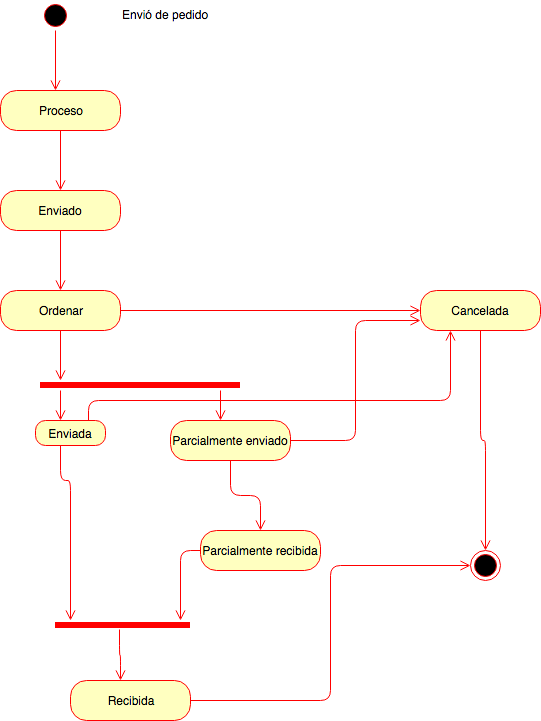 Envió de pedido
Proceso
Enviado
Ordenar
Cancelada
Enviada
Parcialmente enviado
Parcialmente recibida
Recibida